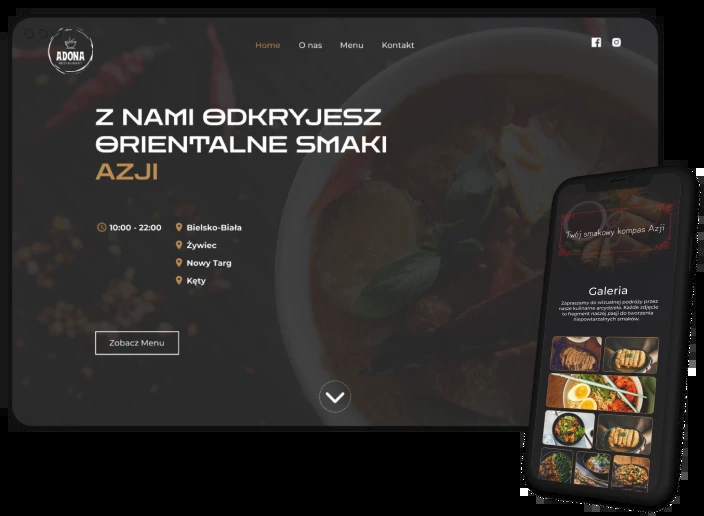 ADONA
Home
O nas
Menu
Kontakt
Z NAMI ODKRYJESZ
ORIENTALNE SMAKI
AZJI
10:00 - 22:00
Bielsko-Biała
Żywiec
Nowy Targ
Kęty
Zobacz Menu
Twój smakowy kompas Azji
Galeria
Zapraszamy do wizualnej podróży przez
nasze kulinarne arcydzieła. Każde zdjęcie
to fragment naszej pasji do tworzenia
niepowtarzalnych smaków.